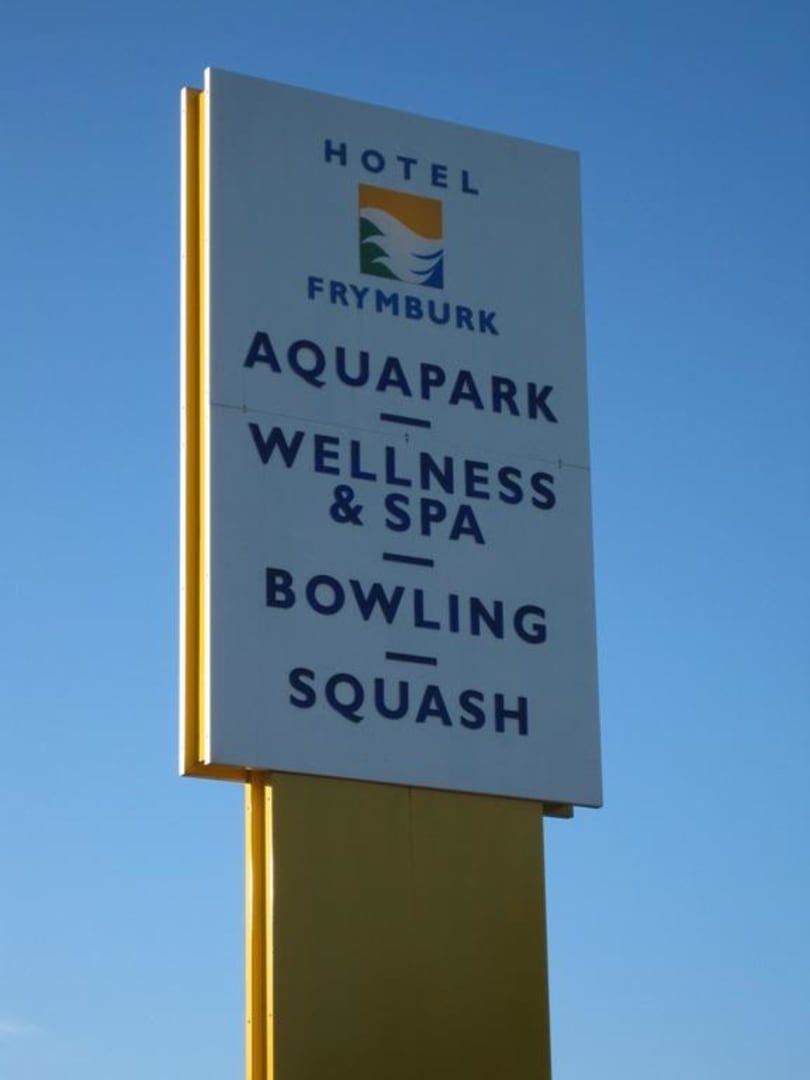 HOTEL
FRYMBURK
AQUAPARK
WELLNESS
& SPA
BOWLING
SQUASH